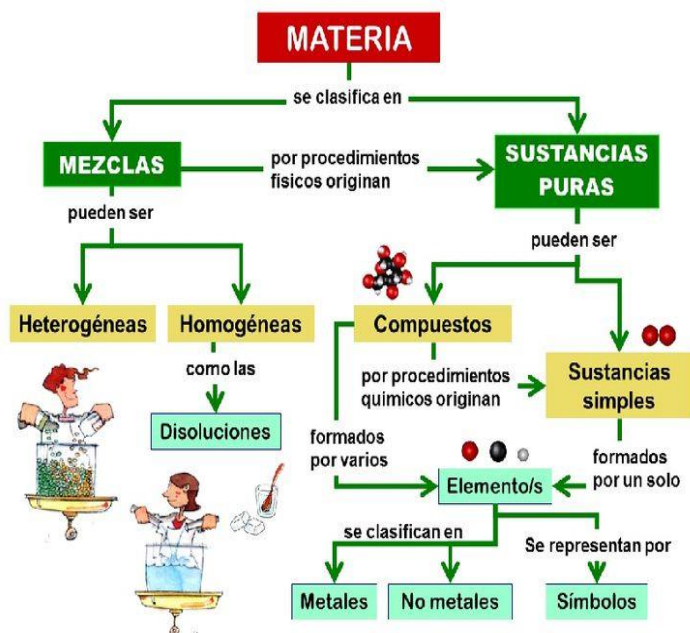 MATERIA
se clasifica en
MEZCLAS
por procedimientos
físicos originan
SUSTANCIAS
PURAS
pueden ser
pueden ser
Heterogéneas
Homogéneas
Compuestos
como las
por procedimientos
químicos originan
Sustancias
simples
Disoluciones
formados
por varios
formados
por un solo
Elemento/s
se clasifican en
Se representan por
Metales
No metales
Símbolos